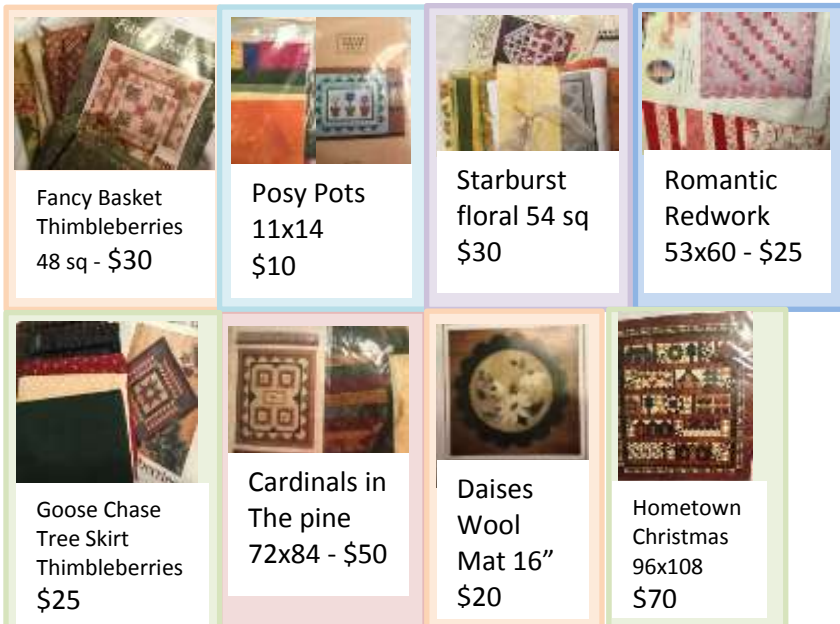 Fancy Basket
Thimbleberries
48 sq - $30
Posy Pots
11x14
$10
Starburst
floral 54 sq
$30
Romantic
Redwork
53x60 - $25
Goose Chase
Tree Skirt
Thimbleberries
$25
Cardinals in
The pine
72x84 - $50
Daises
Wool
Mat 16”
$20
Hometown
Christmas
96x108
$70